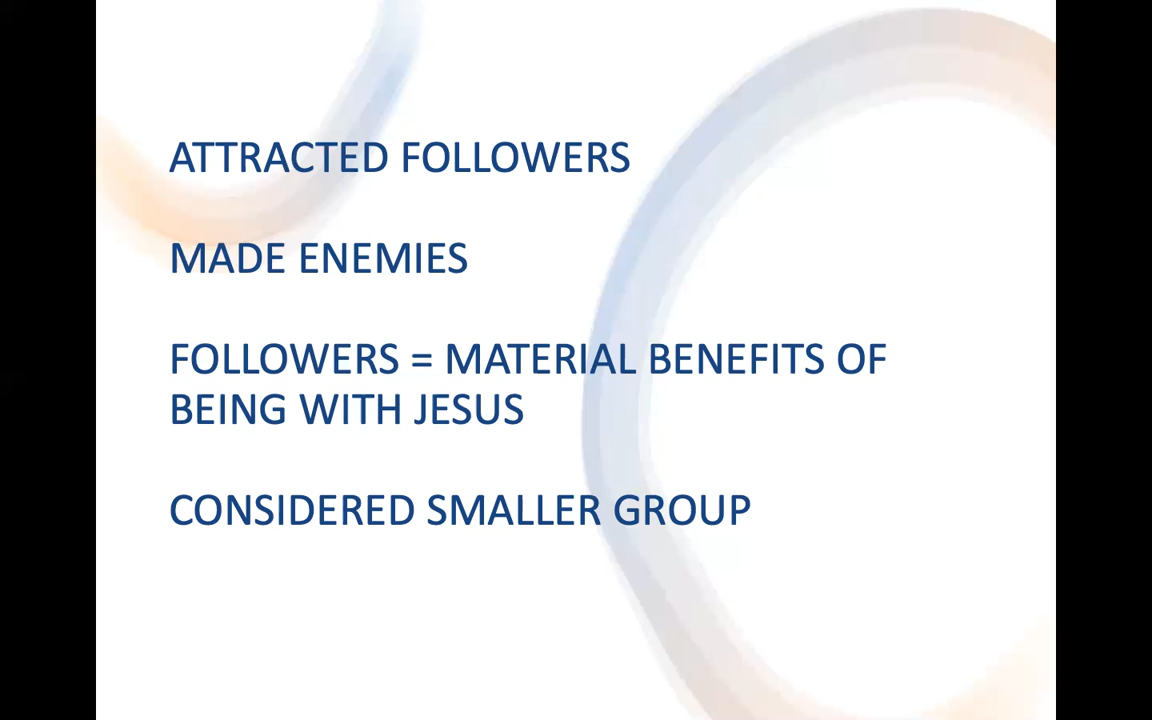 ATTRACTED FOLLOWERS
MADE ENEMIES
FOLLOWERS = MATERIAL BENEFITS OF
BEING WITH JESUS
CONSIDERED SMALLER GROUP